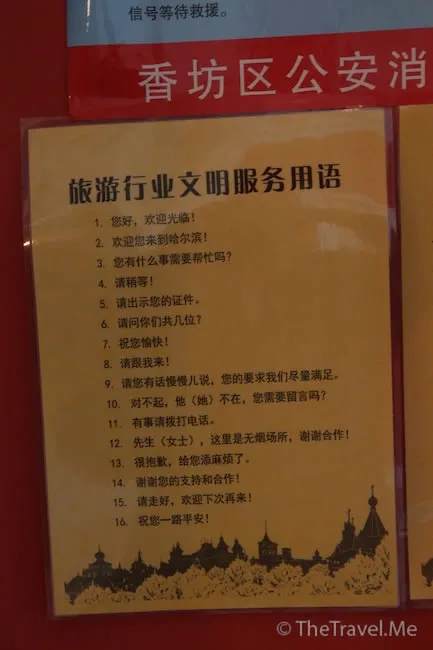 信号等待救援。
香坊区公安消
旅游行业文明服务用语
1. 您好，欢迎光临！
2. 欢迎您来到哈尔滨！
3. 您有什么事需要帮忙吗？
4. 请稍等！
5. 请出示您的证件。
6. 请问你们共几位？
7. 祝您愉快！
8. 请跟我来！
9. 请您有话慢慢儿说，您的要求我们尽量满足。
10. 对不起，他（她）不在，您需要留言吗？
11. 有事请拨打电话。
12. 先生（女士），这里是无烟场所，谢谢合作！
13. 很抱歉，给您添麻烦了。
14. 谢谢您的支持和合作！
15. 请走好，欢迎下次再来！
16. 祝您一路平安！
© TheTravel.Me